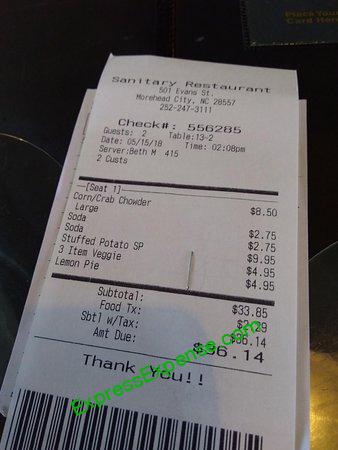 Place Your
Card Here
Sanitary Restaurant
501 Evans St.
Morehead City, NC 28557
252-247-3111
Check#: 556285
Guests: 2 Table:13-2
Date: 05/15/18 Time: 02:08pm
Server:Beth M 415
2 Custs
[Seat 1]
Corn/Crab Chowder $8.50
Large
Soda $2.75
Soda $2.75
Stuffed Potato SP $9.95
3 Item Veggie $4.95
Lemon Pie $4.95
Subtotal: $33.85
Food Tx: $2.29
Sbtl w/Tax: $36.14
Amt Due: $36.14
Thank You!!
ExpressExpense.com